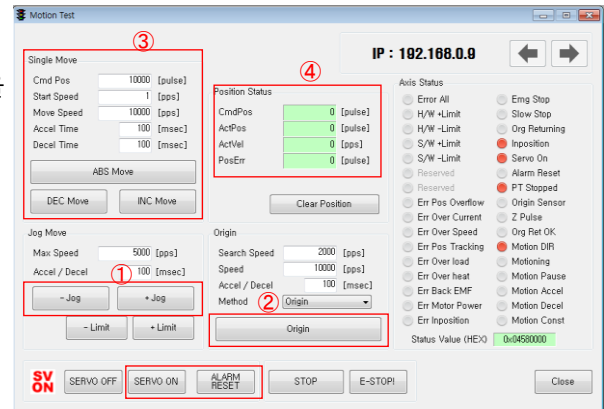 Motion Test
③
IP : 192.168.0.9
Single Move
Cmd Pos 10000 [pulse]
Start Speed 1 [pps]
Move Speed 10000 [pps]
Accel Time 100 [msec]
Decel Time 100 [msec]
ABS Move
DEC Move INC Move
④
Position Status
CmdPos 0 [pulse]
ActPos 0 [pulse]
ActVel 0 [pps]
PosErr 0 [pulse]
Clear Position
Jog Move
Max Speed 5000 [pps]
Accel / Decel 100 [msec]
①
- Jog + Jog
- Limit + Limit
Origin
Search Speed 2000 [pps]
Speed 10000 [pps]
Accel / Decel 100 [msec]
Method Origin
②
Origin
Axis Status
Error All Emg Stop
H/W +Limit Slow Stop
H/W -Limit Org Returning
S/W +Limit Inposition
S/W -Limit Servo On
Reserved Alarm Reset
Reserved PT Stopped
Err Pos Overflow Origin Sensor
Err Over Current Z Pulse
Err Over Speed Org Ret OK
Err Pos Tracking Motion DIR
Err Over load Motioning
Err Over heat Motion Pause
Err Back EMF Motion Accel
Err Motor Power Motion Decel
Err Inposition Motion Const
Status Value (HEX) 0x04580000
SV ON SERVO OFF SERVO ON ALARM RESET STOP E-STOP! Close